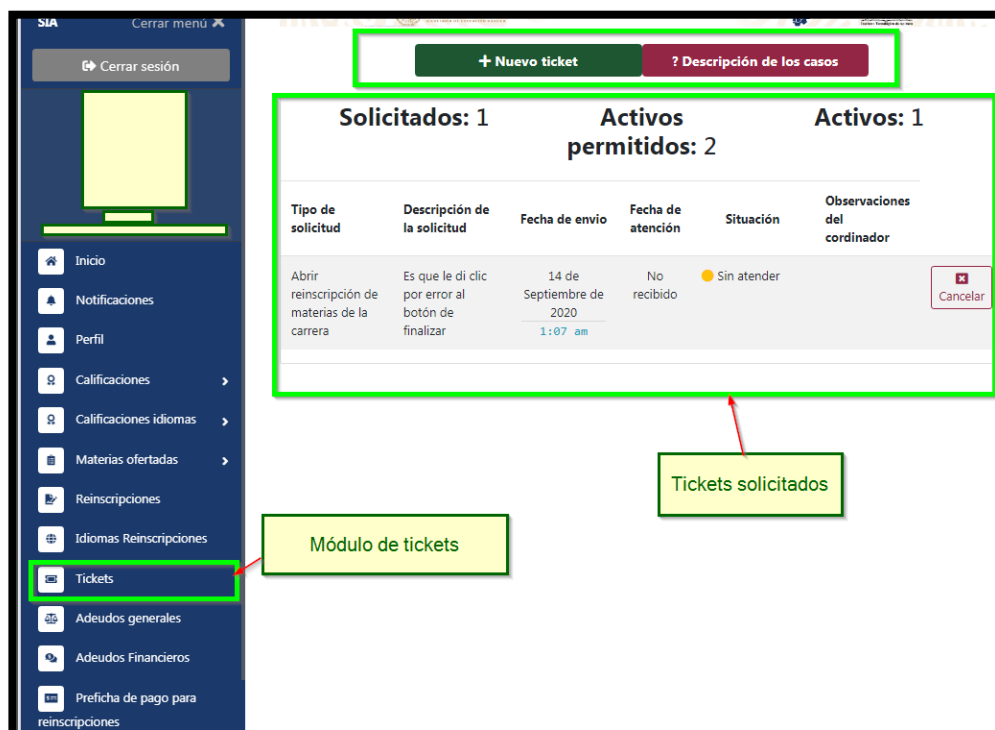 SIA Cerrar menú ✕
Cerrar sesión
+ Nuevo ticket
? Descripción de los casos
Solicitados: 1
Activos
permitidos: 2
Activos: 1
Tipo de
solicitud
Descripción de
la solicitud
Fecha de envio
Fecha de
atención
Situación
Observaciones
del
cordinador
Abrir
reinscripción de
materias de la
carrera
Es que le di clic
por error al
botón de
finalizar
14 de
Septiembre de
2020
1:07 am
No
recibido
Sin atender
Cancelar
Inicio
Notificaciones
Perfil
Calificaciones
Calificaciones idiomas
Materias ofertadas
Reinscripciones
Idiomas Reinscripciones
Tickets
Adeudos generales
Adeudos Financieros
Preficha de pago para
reinscripciones
Tickets solicitados
Módulo de tickets